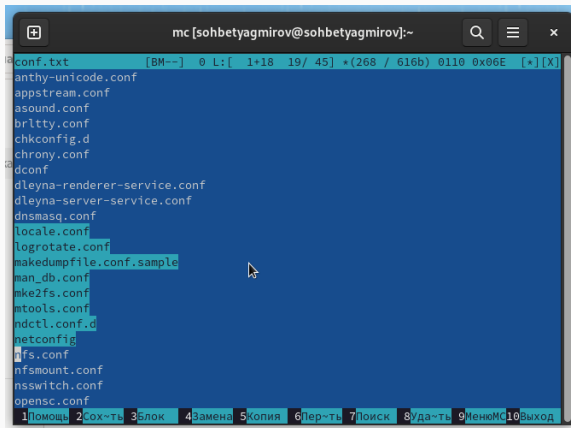 mc [sohbetyagmirov@sohbetyagmirov]:~
conf.txt [BM--] 0 L:[ 1+18 19/ 45] *(268 / 616b) 0110 0x06E [*][X]
anthy-unicode.conf
appstream.conf
asound.conf
brltty.conf
chkconfig.d
chrony.conf
dconf
dleyna-renderer-service.conf
dleyna-server-service.conf
dnsmasq.conf
locale.conf
logrotate.conf
makedumpfile.conf.sample
man_db.conf
mke2fs.conf
mtools.conf
ndctl.conf.d
netconfig
nfs.conf
nfsmount.conf
nsswitch.conf
opensc.conf
1Помощь 2Сох~ть 3Блок 4Замена 5Копия 6Пер~ть 7Поиск 8Уда~ть 9МенюMC 10Выход